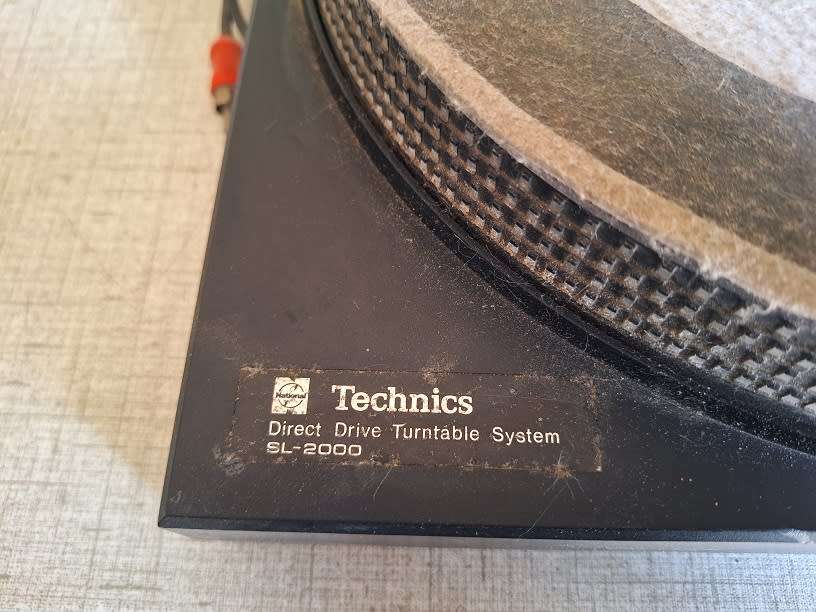 National
Technics
Direct Drive Turntable System
SL-2000